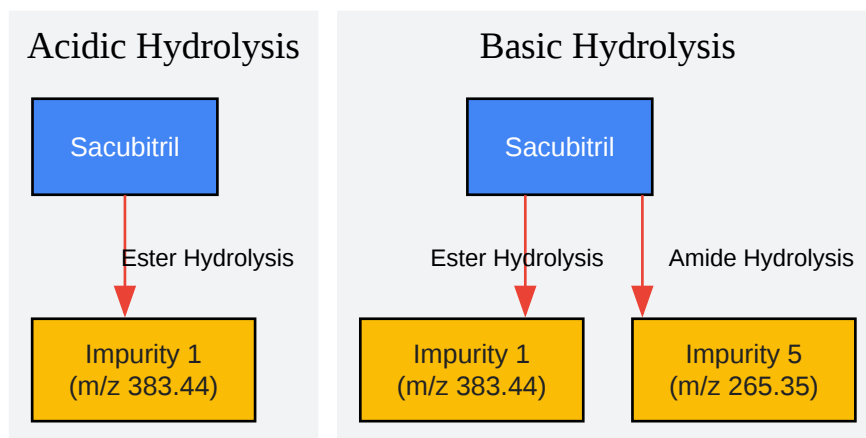 Acidic Hydrolysis
Sacubitril
Ester Hydrolysis
Impurity 1
(m/z 383.44)
Basic Hydrolysis
Sacubitril
Ester Hydrolysis
Amide Hydrolysis
Impurity 1
(m/z 383.44)
Impurity 5
(m/z 265.35)